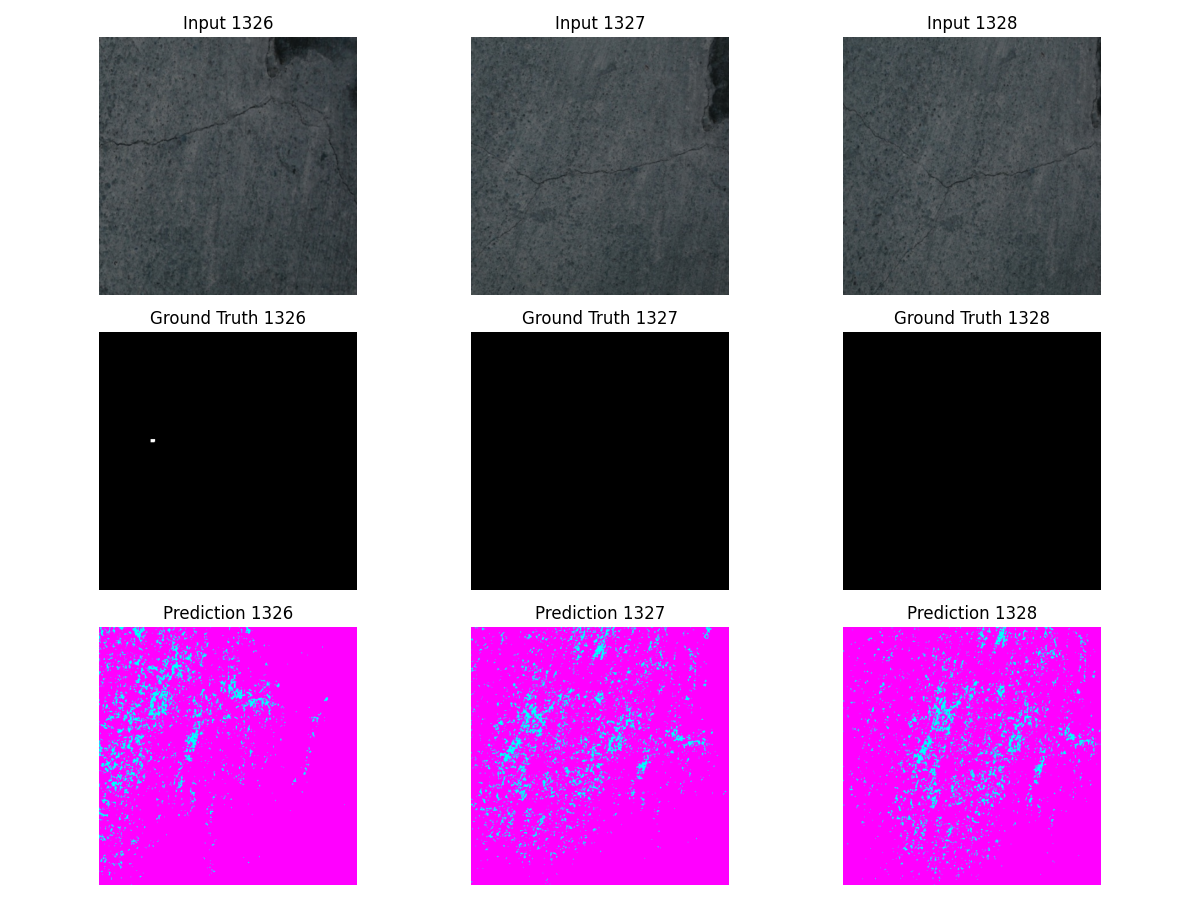 Input 1326
Input 1327
Input 1328
Ground Truth 1326
Ground Truth 1327
Ground Truth 1328
Prediction 1326
Prediction 1327
Prediction 1328